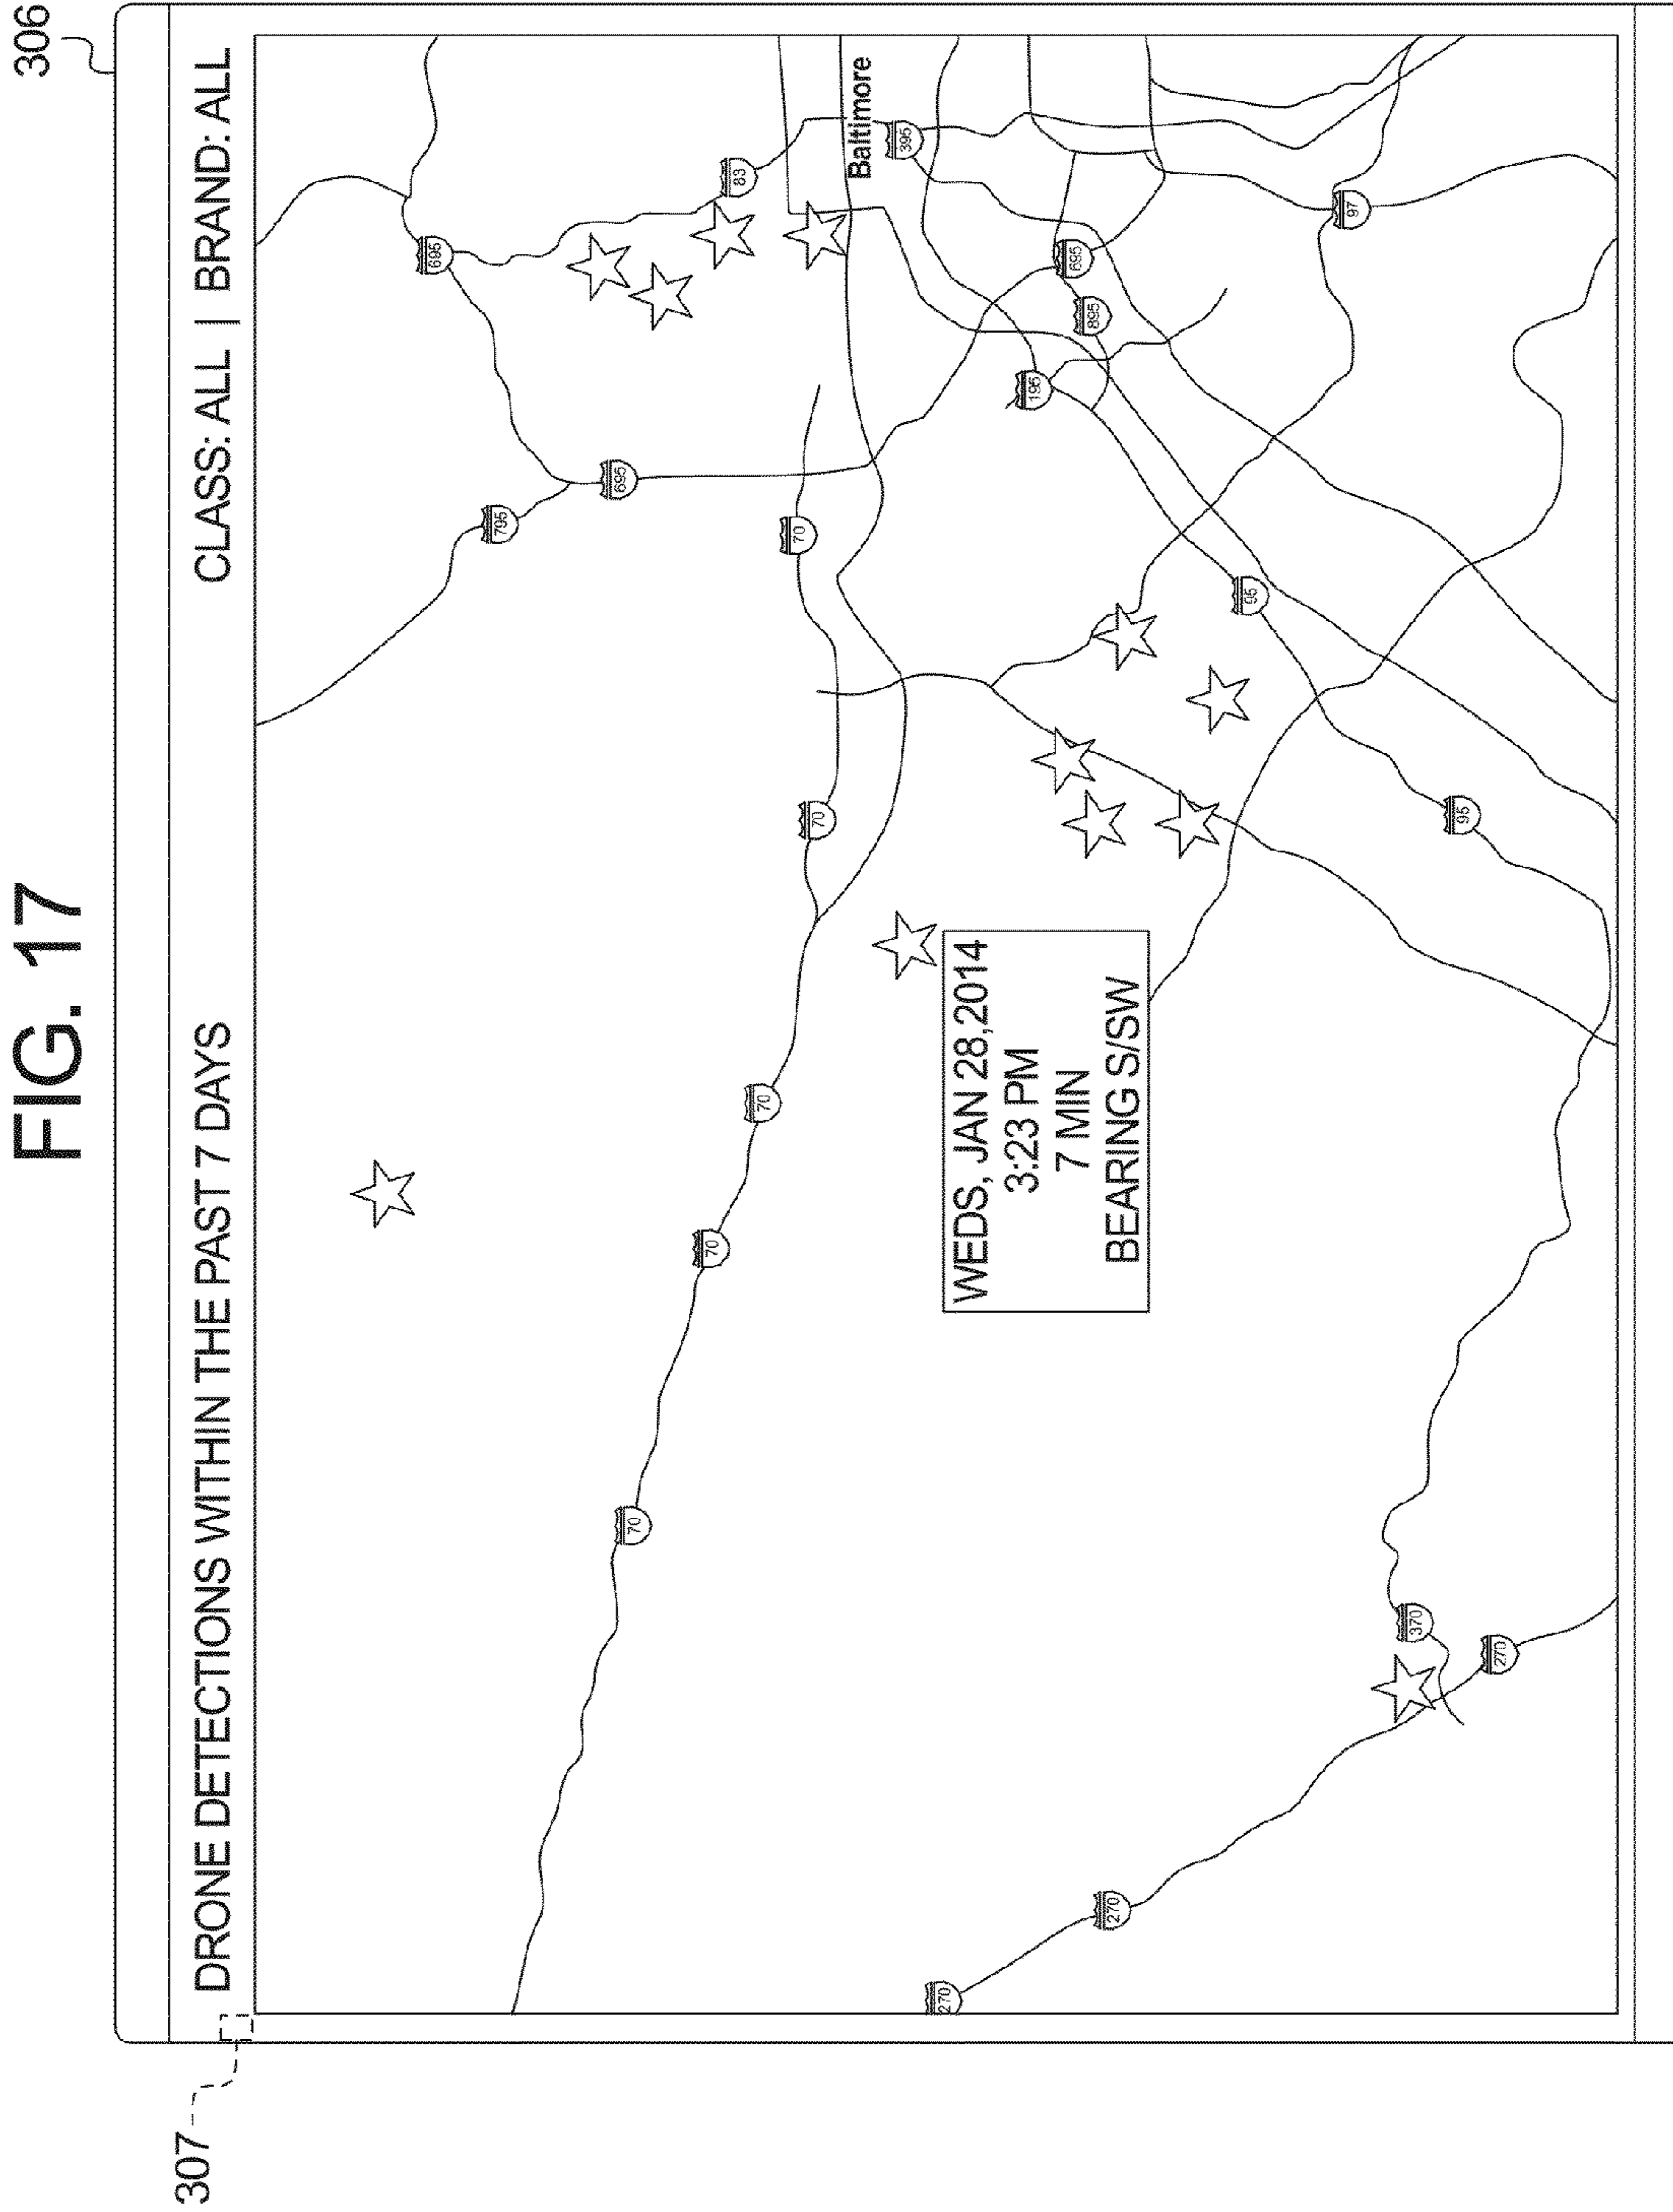 FIG. 17
306
307
DRONE DETECTIONS WITHIN THE PAST 7 DAYS
CLASS: ALL | BRAND: ALL
695
795
83
695
70
Baltimore
395
70
70
70
70
695
895
195
97
95
95
WEDS, JAN 28,2014
3:23 PM
7 MIN
BEARING S/SW
270
270
370
270